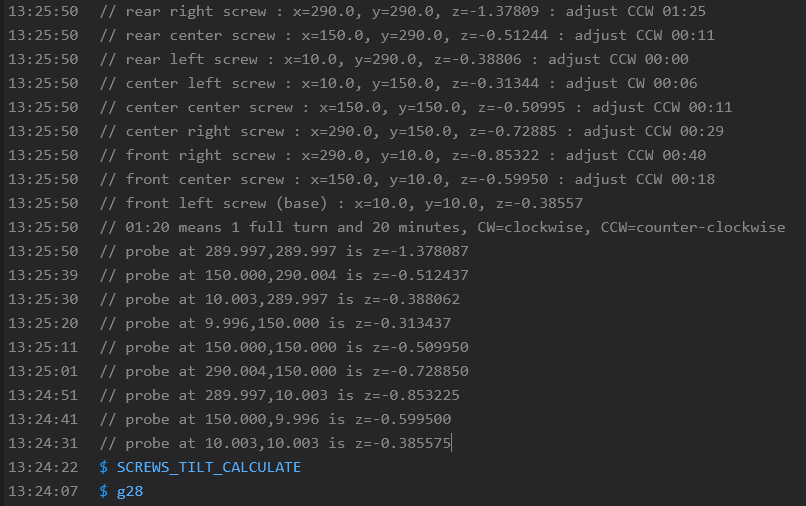 13:25:50 // rear right screw : x=290.0, y=290.0, z=-1.37809 : adjust CCW 01:25
13:25:50 // rear center screw : x=150.0, y=290.0, z=-0.51244 : adjust CCW 00:11
13:25:50 // rear left screw : x=10.0, y=290.0, z=-0.38806 : adjust CCW 00:00
13:25:50 // center left screw : x=10.0, y=150.0, z=-0.31344 : adjust CW 00:06
13:25:50 // center center screw : x=150.0, y=150.0, z=-0.50995 : adjust CCW 00:11
13:25:50 // center right screw : x=290.0, y=150.0, z=-0.72885 : adjust CCW 00:29
13:25:50 // front right screw : x=290.0, y=10.0, z=-0.85322 : adjust CCW 00:40
13:25:50 // front center screw : x=150.0, y=10.0, z=-0.59950 : adjust CCW 00:18
13:25:50 // front left screw (base) : x=10.0, y=10.0, z=-0.38557
13:25:50 // 01:20 means 1 full turn and 20 minutes, CW=clockwise, CCW=counter-clockwise
13:25:50 // probe at 289.997,289.997 is z=-1.378087
13:25:39 // probe at 150.000,290.004 is z=-0.512437
13:25:30 // probe at 10.003,289.997 is z=-0.388062
13:25:20 // probe at 9.996,150.000 is z=-0.313437
13:25:11 // probe at 150.000,150.000 is z=-0.509950
13:25:01 // probe at 290.004,150.000 is z=-0.728850
13:24:51 // probe at 289.997,10.003 is z=-0.853225
13:24:41 // probe at 150.000,9.996 is z=-0.599500
13:24:31 // probe at 10.003,10.003 is z=-0.385575
13:24:22 $ SCREWS_TILT_CALCULATE
13:24:07 $ g28